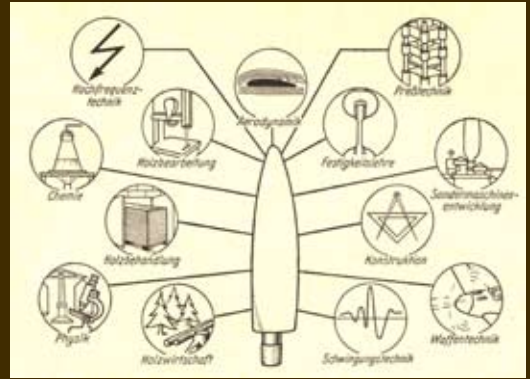 Hochfrequenz-
technik
Preßtechnik
Aerodynamik
Holzbearbeitung
Festigkeitslehre
Chemie
Sondermaschinen-
entwicklung
Holzbehandlung
Konstruktion
Physik
Holzwirtschaft
Schwingungstechnik
Waffentechnik